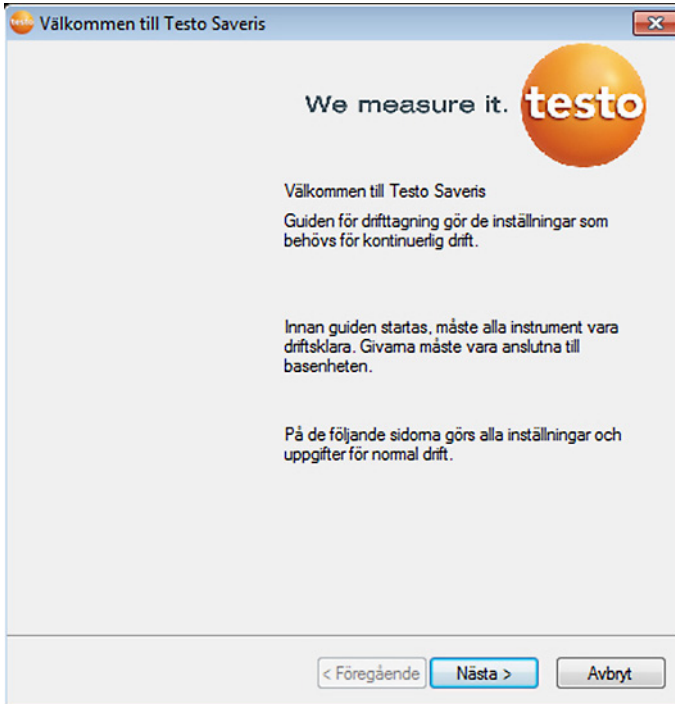 testo Välkommen till Testo Saveris
We measure it. testo
Välkommen till Testo Saveris
Guiden för drifttagning gör de inställningar som
behövs för kontinuerlig drift.
Innan guiden startas, måste alla instrument vara
driftsklara. Givarna måste vara anslutna till
basenheten.
På de följande sidorna görs alla inställningar och
uppgifter för normal drift.
< Föregående Nästa > Avbryt